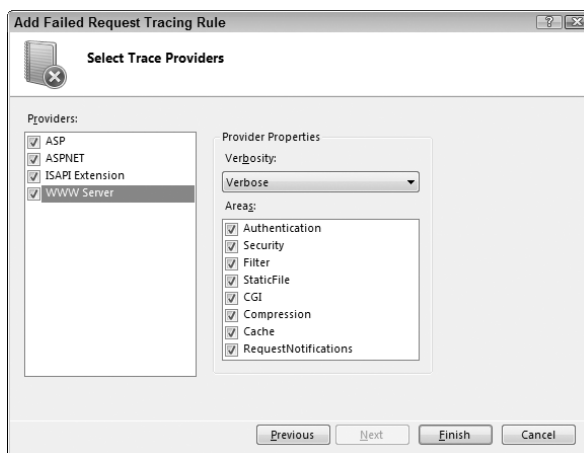 Add Failed Request Tracing Rule
Select Trace Providers
Providers:
ASP
ASPNET
ISAPI Extension
WWW Server
Provider Properties
Verbosity:
Verbose
Areas:
Authentication
Security
Filter
StaticFile
CGI
Compression
Cache
RequestNotifications
Previous
Next
Finish
Cancel